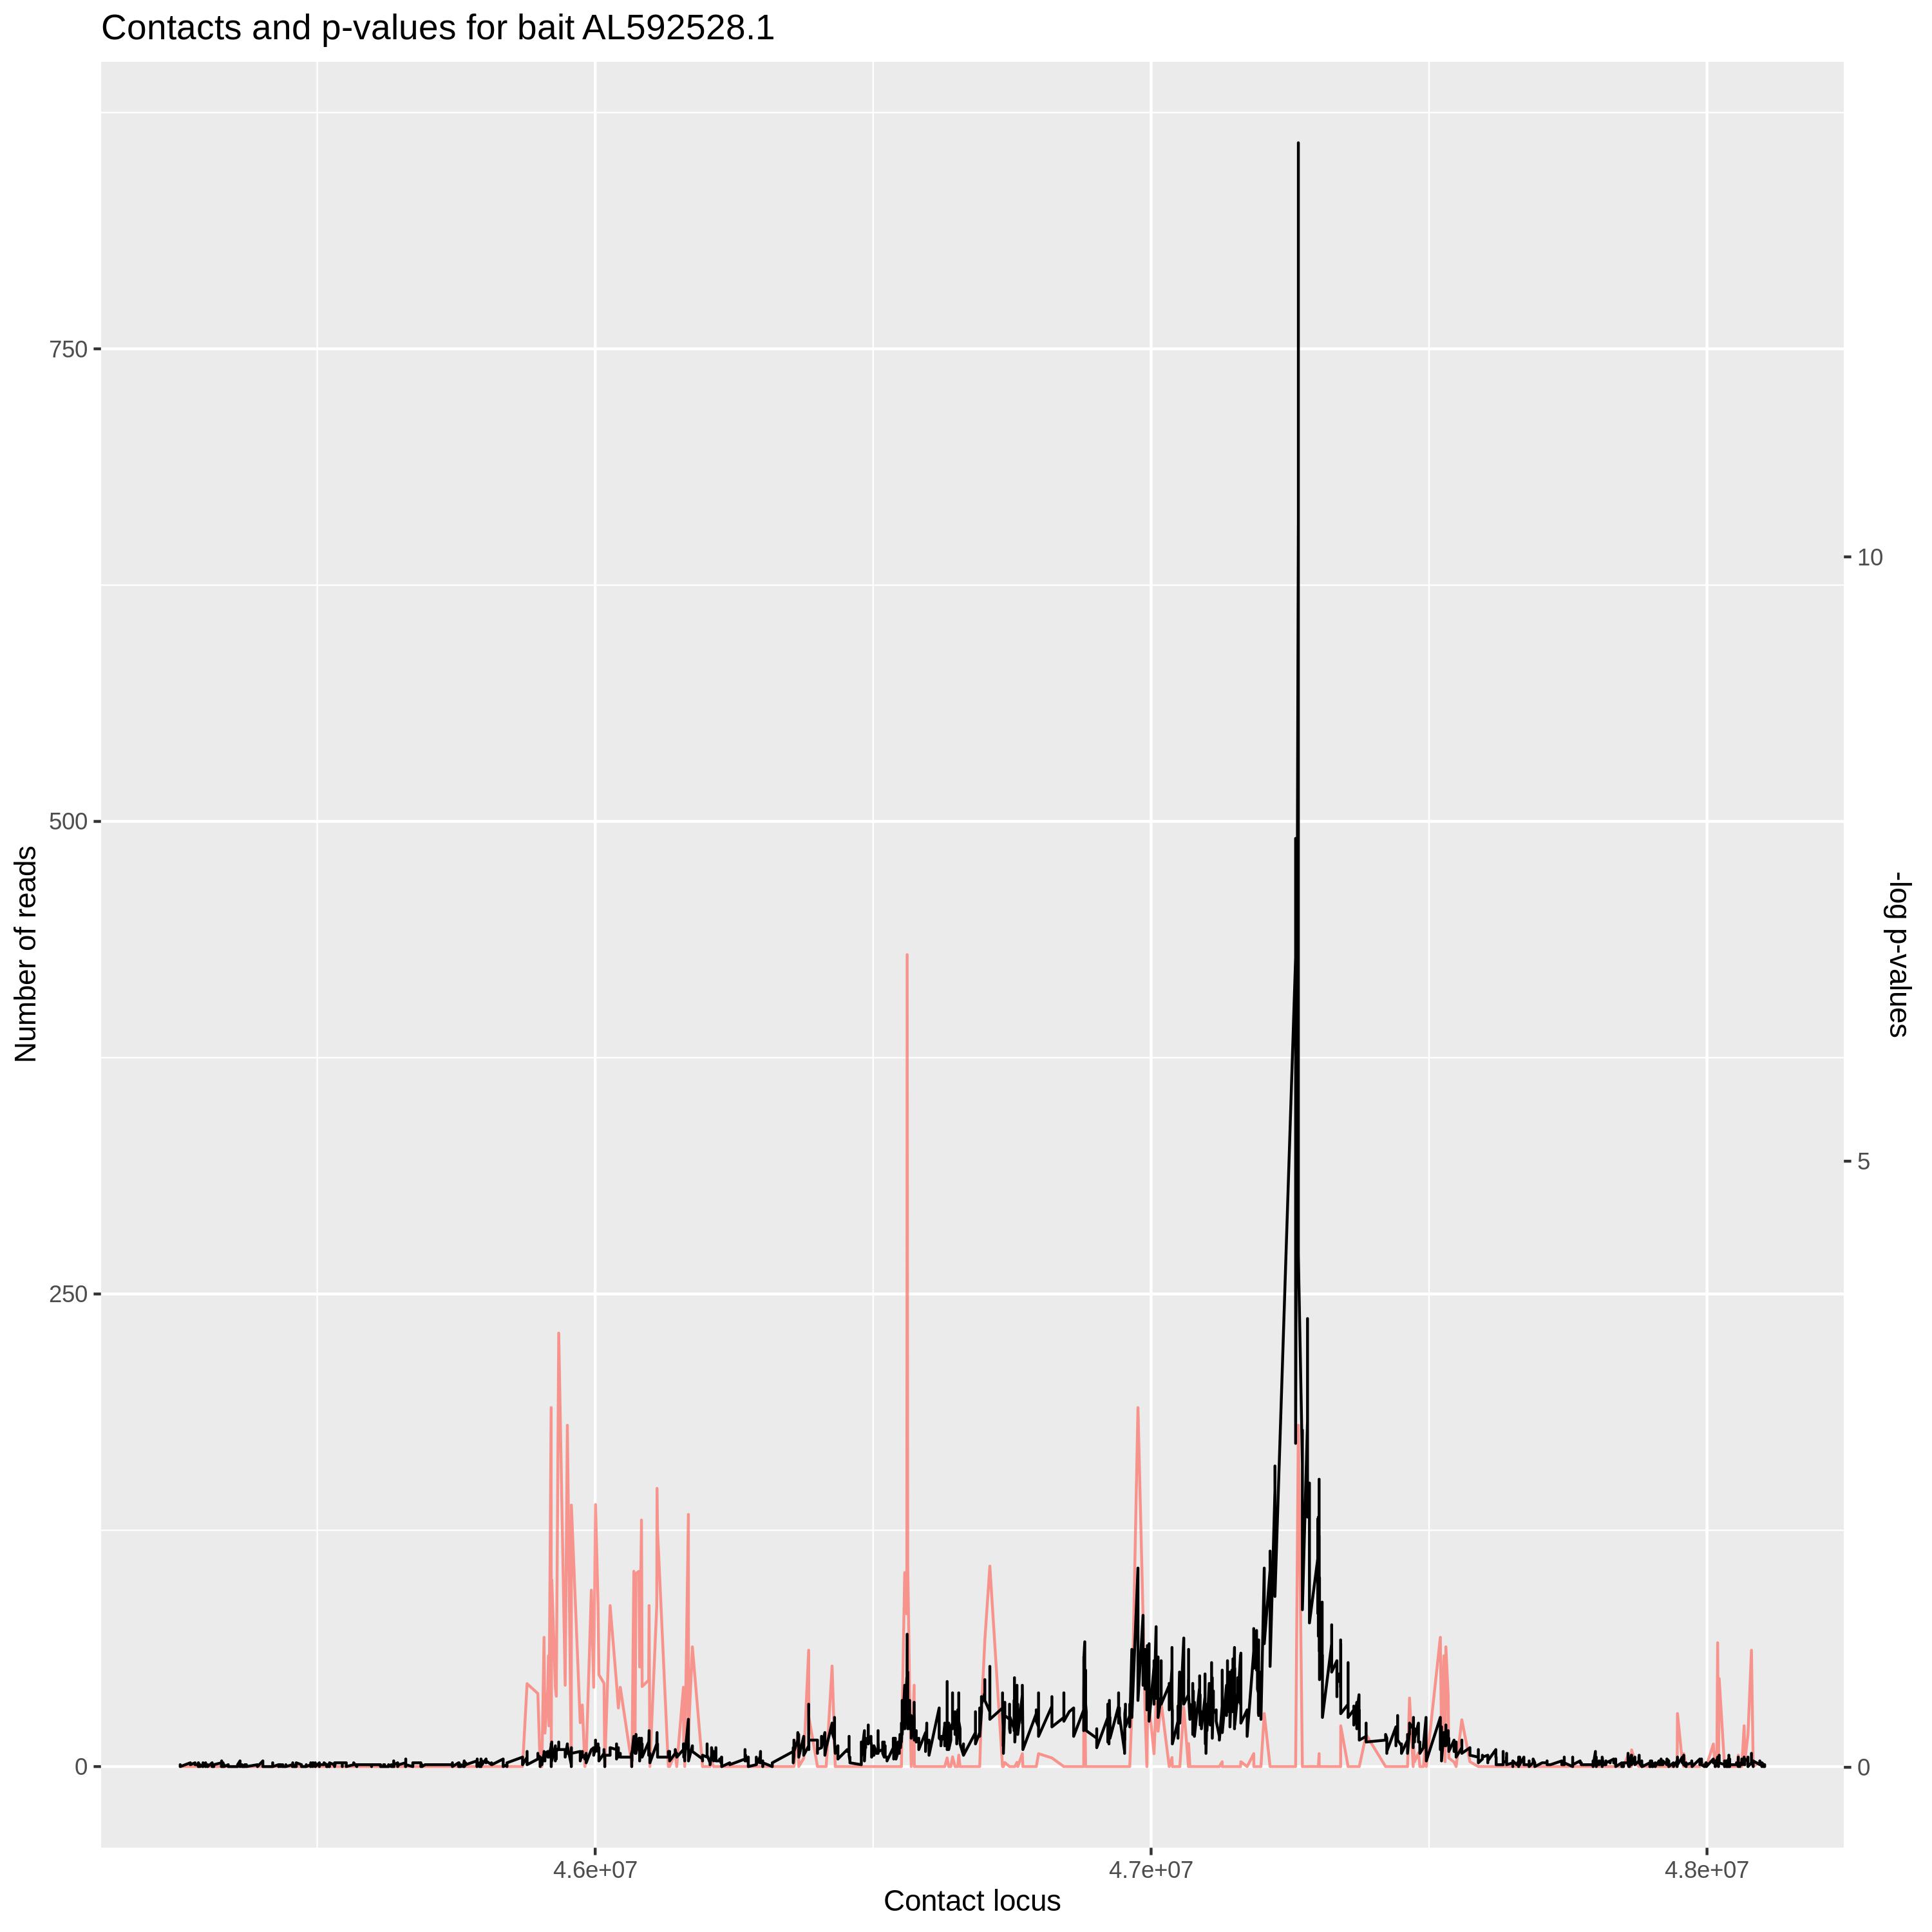 Contacts and p-values for bait AL592528.1
750
500
250
0
Number of reads
10
5
0
-log p-values
4.6e+07
4.7e+07
4.8e+07
Contact locus